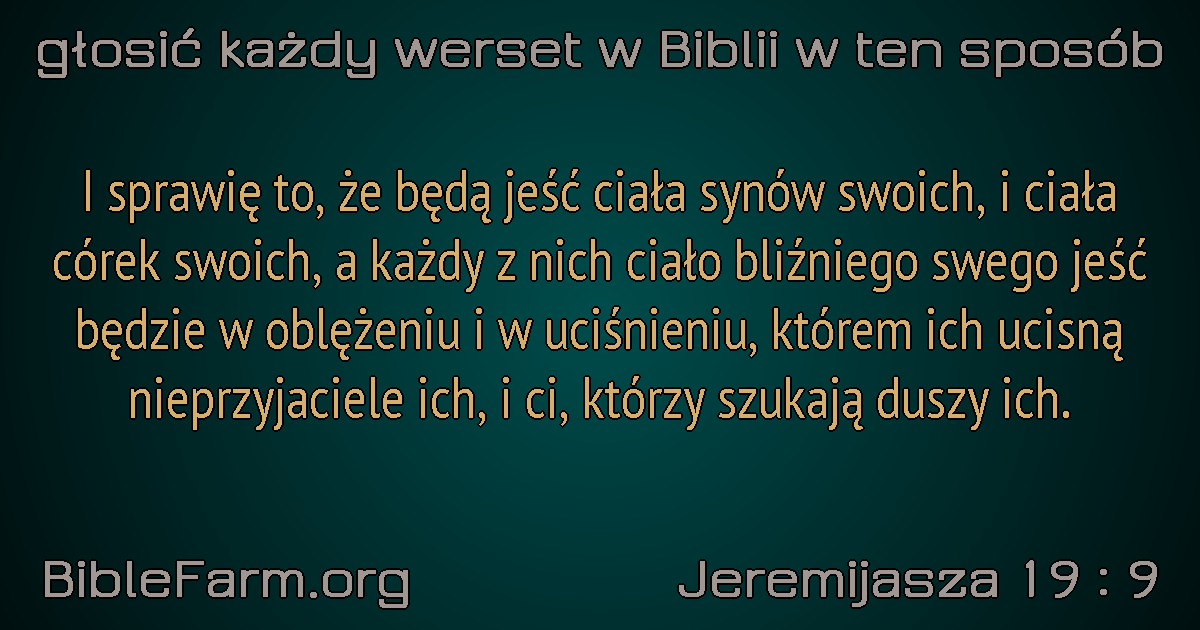 głosić każdy werset w Biblii w ten sposób
I sprawię to, że będą jeść ciała synów swoich, i ciała
córek swoich, a każdy z nich ciało bliźniego swego jeść
będzie w oblężeniu i w uciśnieniu, którem ich ucisną
nieprzyjaciele ich, i ci, którzy szukają duszy ich.
BibleFarm.org
Jeremijasza 19 : 9